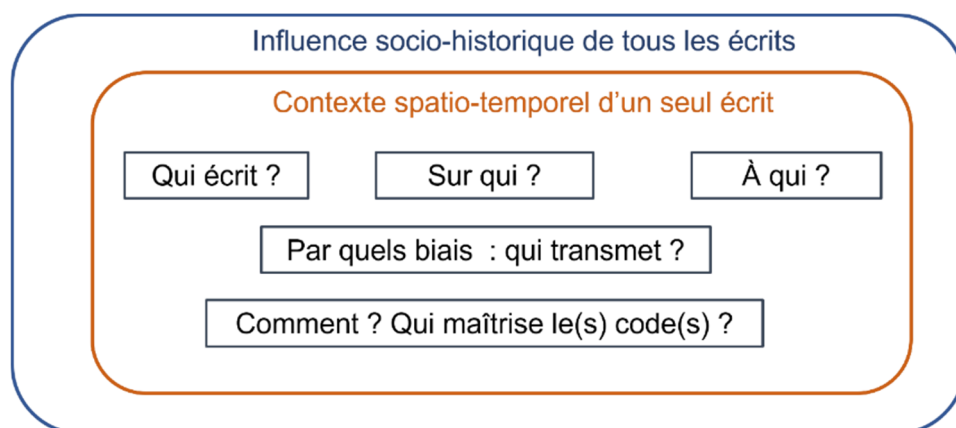 Influence socio-historique de tous les écrits
Contexte spatio-temporel d’un seul écrit
Qui écrit ?
Sur qui ?
À qui ?
Par quels biais : qui transmet ?
Comment ? Qui maîtrise le(s) code(s) ?